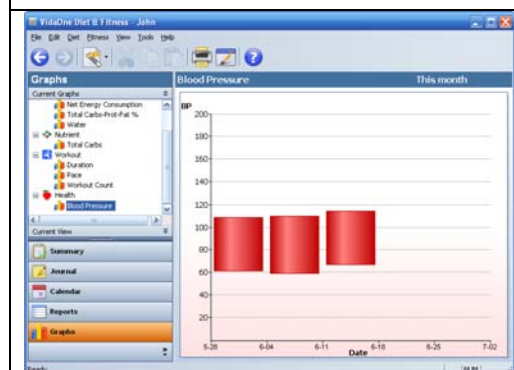 VidaOne Diet & Fitness - John
File Edit Diet Fitness View Tools Help
Graphs
Blood Pressure
This month
Current Graphs
Net Energy Consumption
Total Carbs-Prot-Fat %
Water
Nutrient
Total Carbs
Workout
Duration
Pace
Workout Count
Health
Blood Pressure
Current View
Summary
Journal
Calendar
Reports
Graphs
BP
200
180
160
140
120
100
80
60
40
20
5-28 6-04 6-11 6-18 6-25 7-02
Date
Ready
NUM